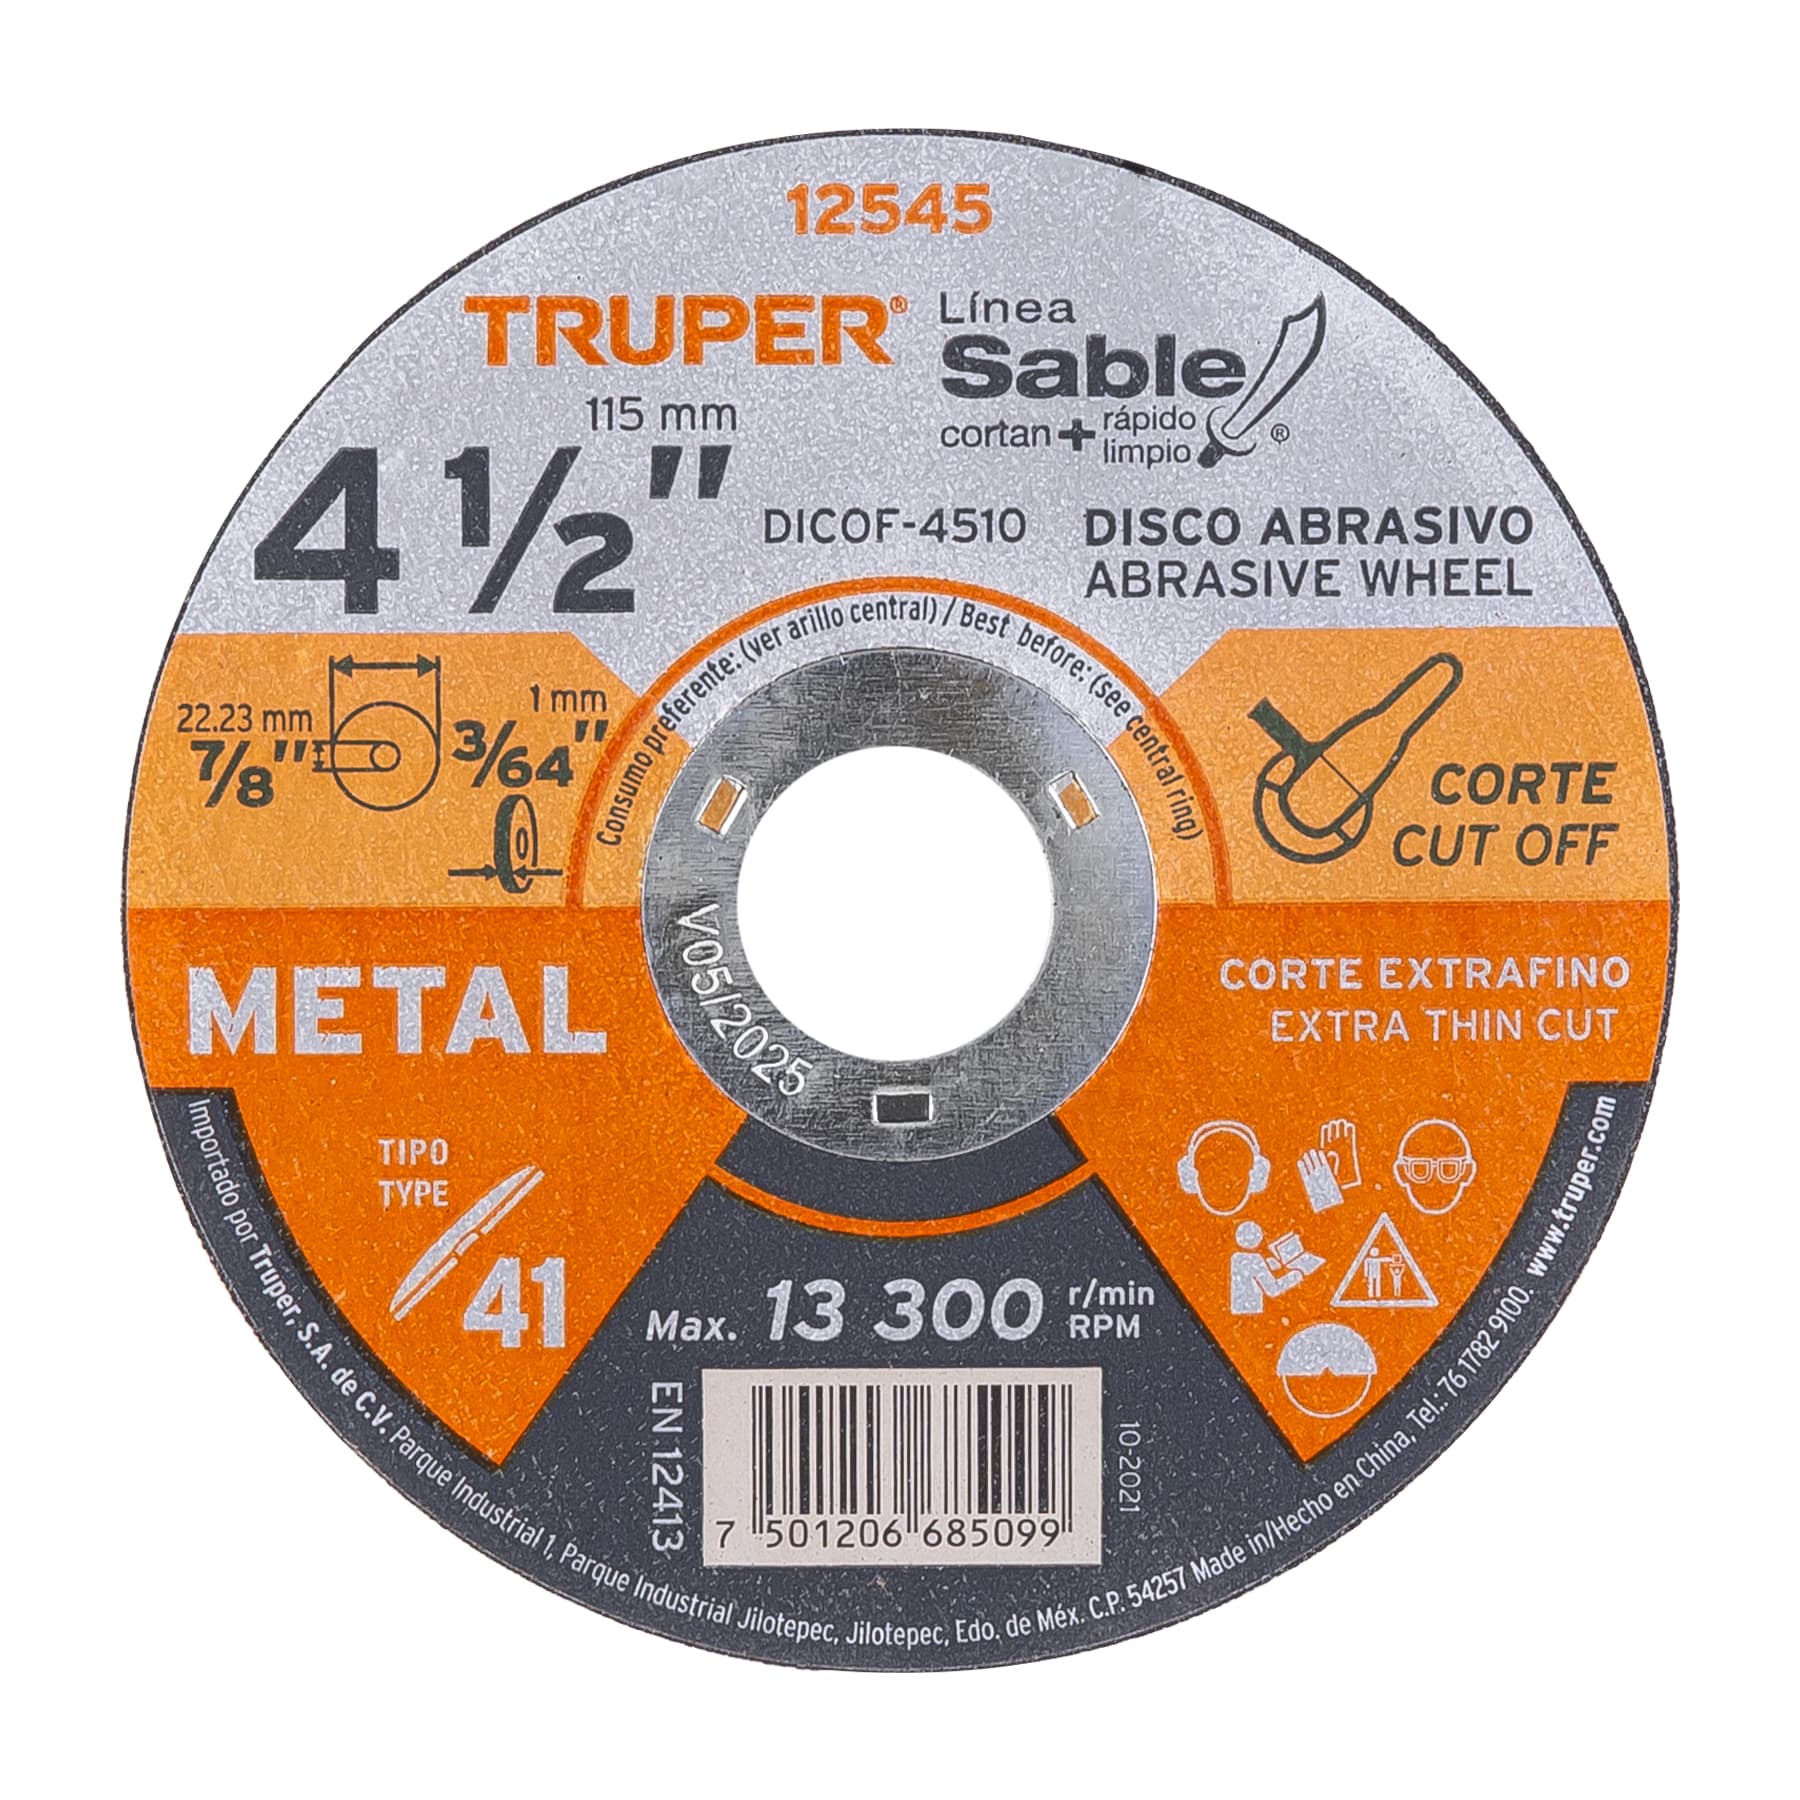 12545
TRUPER®
Línea
Sable
cortan + rápido
limpio
®
115 mm
4 1/2"
DICOF-4510
DISCO ABRASIVO
ABRASIVE WHEEL
Consumo preferente: (ver arillo central) / Best before: (see central ring)
22.23 mm
7/8"
1 mm
3/64"
CORTE
CUT OFF
V05/2025
METAL
CORTE EXTRAFINO
EXTRA THIN CUT
TIPO
TYPE
41
Max. 13 300 r/min
RPM
EN 12413
7 501206 685099
10-2021
Importado por Truper, S.A. de C.V. Parque Industrial 1, Parque Industrial Jilotepec, Jilotepec, Edo. de Méx. C.P. 54257 Made in/Hecho en China, Tel.: 76 1782 9100. www.truper.com